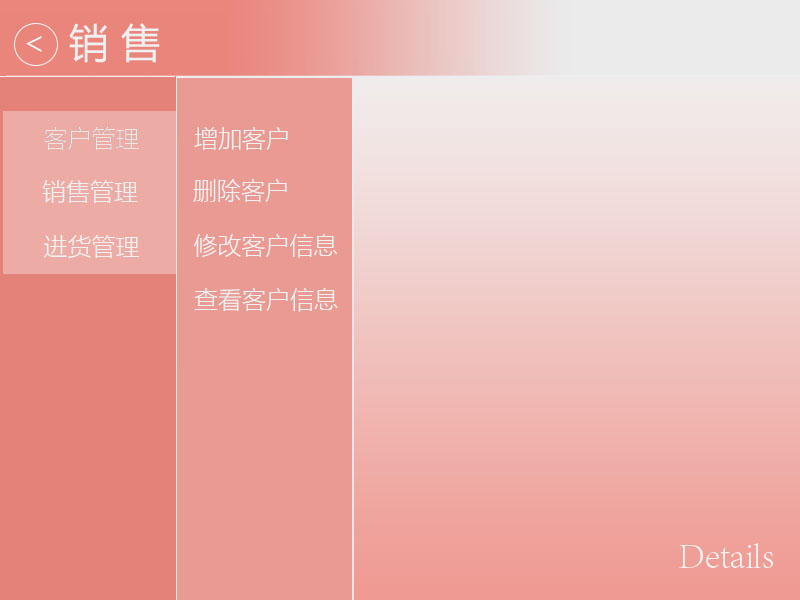 < 销售
客户管理
销售管理
进货管理
增加客户
删除客户
修改客户信息
查看客户信息
Details